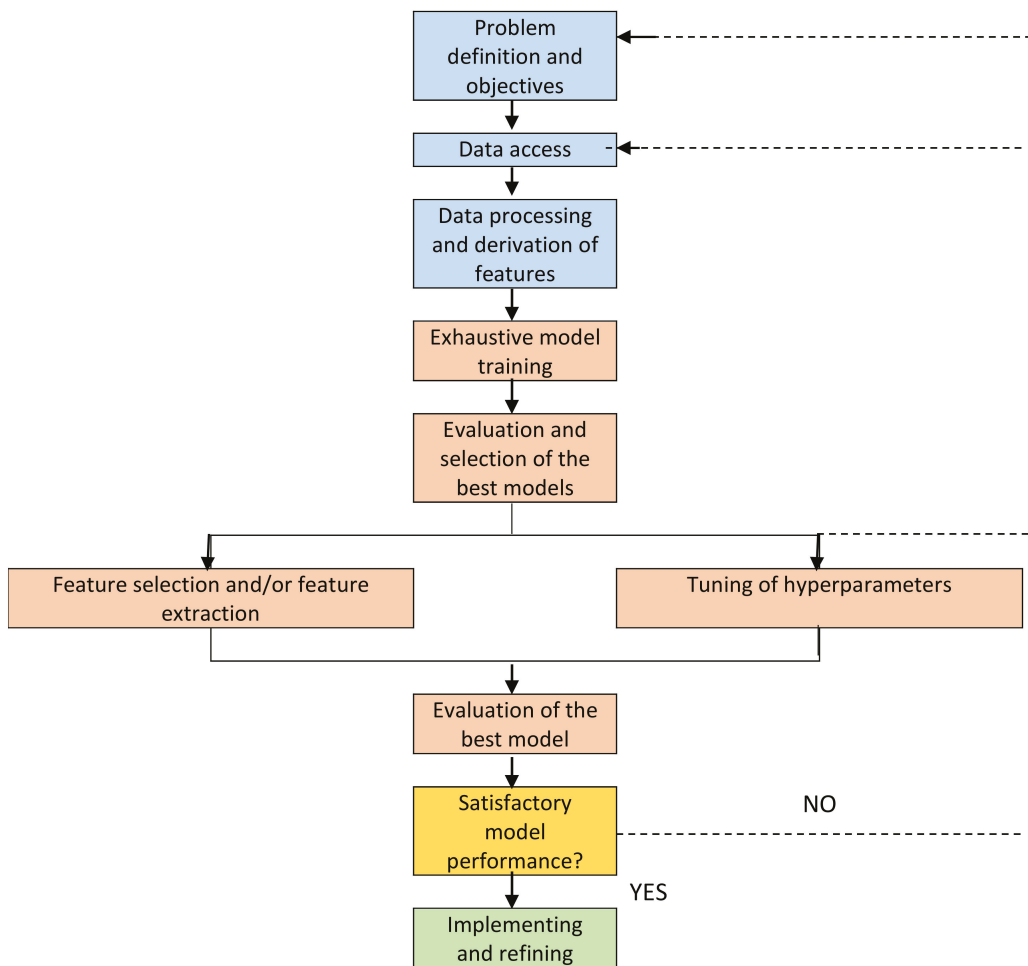 Problem
definition and
objectives
Data access
Data processing
and derivation of
features
Exhaustive model
training
Evaluation and
selection of the
best models
Feature selection and/or feature
extraction
Tuning of hyperparameters
Evaluation of the
best model
Satisfactory
model
performance?
NO
YES
Implementing
and refining